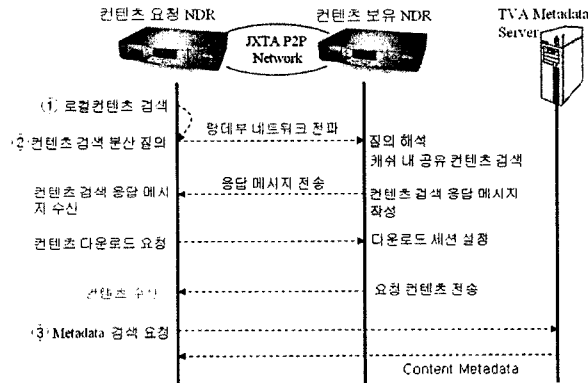 컨텐츠 요청 NDR
컨텐츠 보유 NDR
TVA Metadata
Server
JXTA P2P
Network
(1) 로컬컨텐츠 검색
(2) 컨텐츠 검색 분산 질의
랑데부 네트워크 전파
질의 해석
캐쉬 내 공유 컨텐츠 검색
응답 메시지 전송
컨텐츠 검색 응답 메시
지 수신
컨텐츠 검색 응답 메시지
작성
컨텐츠 다운로드 요청
다운로드 세션 설정
컨텐츠 수신
요청 컨텐츠 전송
(3) Metadata 검색 요청
Content Metadata